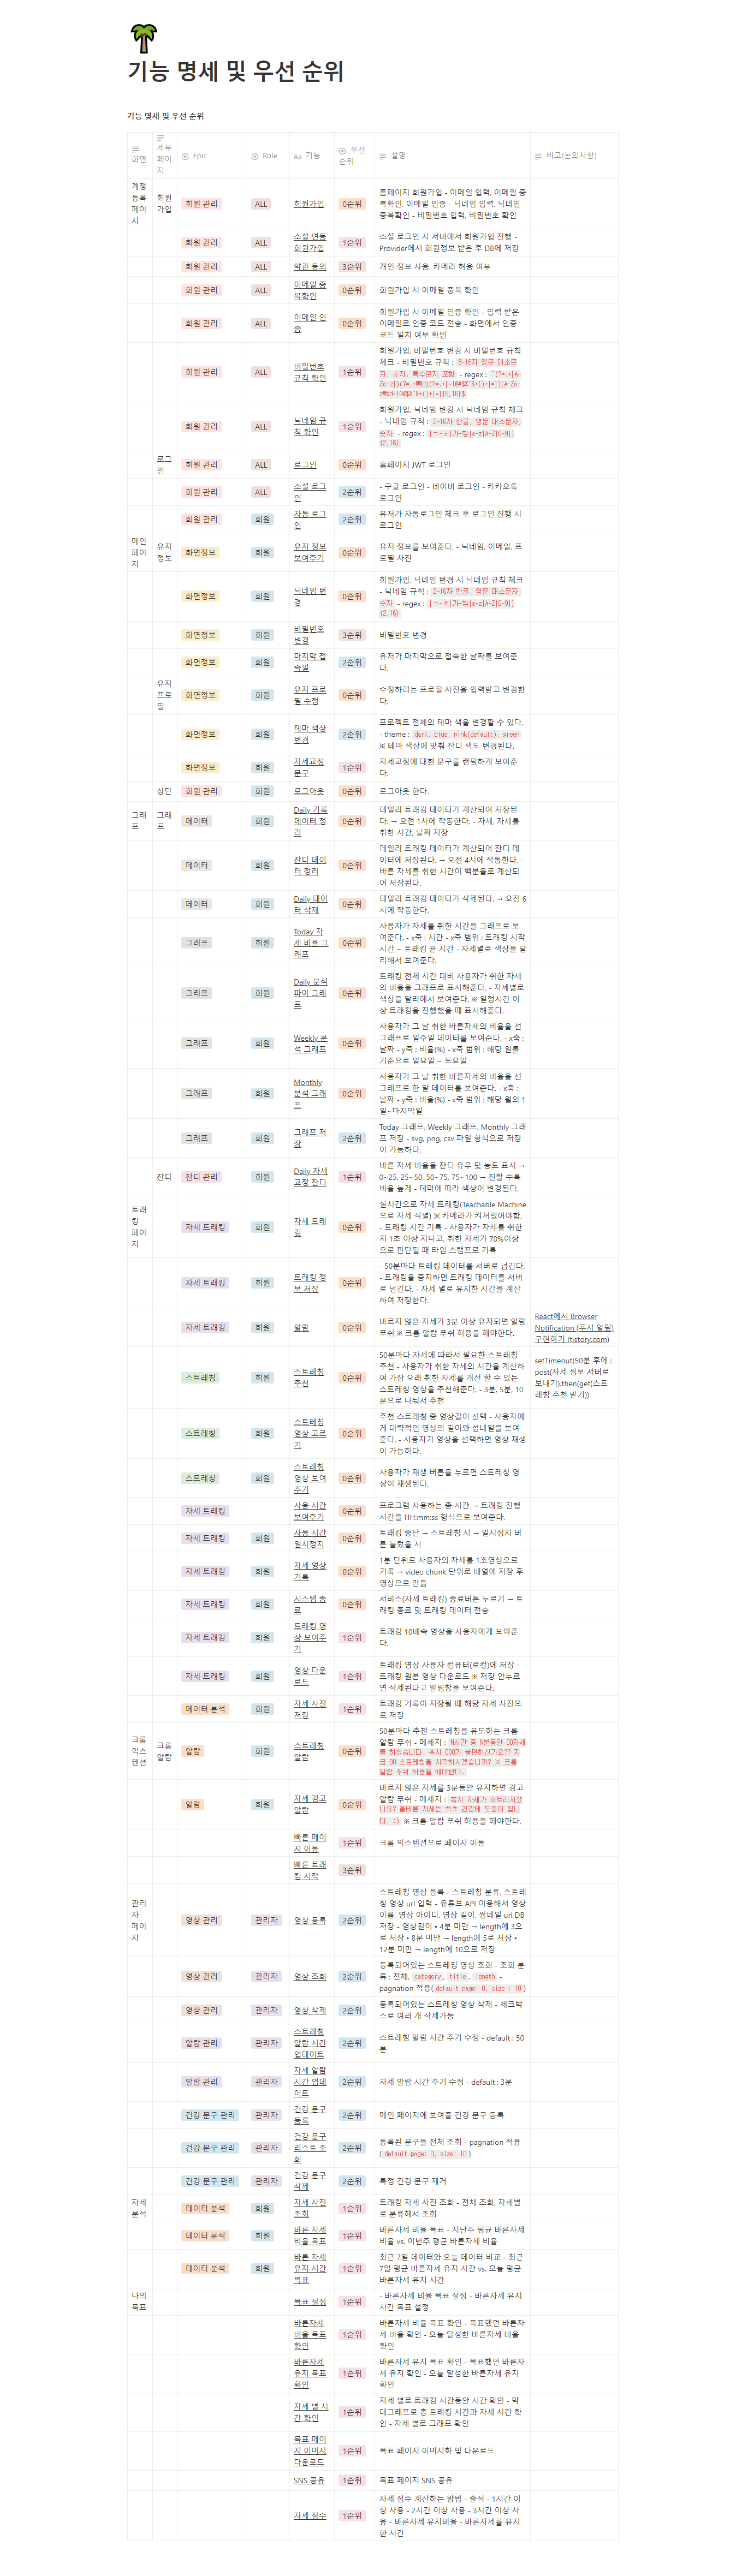 기능 명세 및 우선 순위
기능 몇세 및 우선 순위
화면
세부
페이
지
Epic
Role
Aa 기능
우선
순위
설명
비고(논의사항)
계정
등록
페이
지
회원
가입
회원 관리
ALL
회원가입
0순위
홈페이지 회원가입 - 이메일 입력, 이메일 중
복확인, 이메일 인증 - 닉네임 입력, 닉네임
중복확인 - 비밀번호 입력, 비밀번호 확인
회원 관리
ALL
소셜 연동
회원가입
1순위
소셜 로그인 시 서버에서 회원가입 진행 -
Provider에서 회원정보 받은 후 DB에 저장
회원 관리
ALL
약관 동의
3순위
개인 정보 사용, 카메라 허용 여부
회원 관리
ALL
이메일 중
복확인
0순위
회원가입 시 이메일 중복 확인
회원 관리
ALL
이메일 인
증
0순위
회원가입 시 이메일 인증 확인 - 입력 받은
이메일로 인증 코드 전송 - 화면에서 인증
코드 일치 여부 확인
회원 관리
ALL
비밀번호
규칙 확인
1순위
회원가입, 비밀번호 변경 시 비밀번호 규칙
체크 - 비밀번호 규칙 : 8-16자 영문 대소문
자, 숫자, 특수문자 포함 - regex :
회원 관리
ALL
닉네임 규
칙 확인
1순위
회원가입, 닉네임 변경 시 닉네임 규칙 체크
- 닉네임 규칙 : 2-16자 한글, 영문 대소문자,
숫자 - regex : [ㄱ-ㅎ|가-힣|a-z|A-Z|0-9|]
{2,16}
로그
인
회원 관리
ALL
로그인
0순위
홈페이지 JWT 로그인
회원 관리
ALL
소셜 로그
인
2순위
- 구글 로그인 - 네이버 로그인 - 카카오톡
로그인
회원 관리
회원
자동 로그
인
2순위
유저가 자동로그인 체크 후 로그인 진행 시
로그인
메인
페이
지
유저
정보
화면정보
회원
유저 정보
보여주기
0순위
유저 정보를 보여준다. - 닉네임, 이메일, 프
로필 사진
화면정보
회원
닉네임 변
경
0순위
회원가입, 닉네임 변경 시 닉네임 규칙 체크
- 닉네임 규칙 : 2-16자 한글, 영문 대소문자,
숫자 - regex : [ㄱ-ㅎ|가-힣|a-z|A-Z|0-9|]
{2,16}
화면정보
회원
비밀번호
변경
3순위
비밀번호 변경
화면정보
회원
마지막 접
속일
2순위
유저가 마지막으로 접속한 날짜를 보여준
다.
유저
프로
필
화면정보
회원
유저 프로
필 수정
0순위
수정하려는 프로필 사진을 입력받고 변경한
다.
화면정보
회원
테마 색상
변경
2순위
프로젝트 전체의 테마 색을 변경할 수 있다.
- theme : dark, blue, pink(default), green
※ 테마 색상에 맞춰 잔디 색도 변경된다.
화면정보
회원
자세교정
문구
1순위
자세교정에 대한 문구를 랜덤하게 보여준
다.
상단
회원 관리
회원
로그아웃
0순위
로그아웃 한다.
그래
프
그래
프
데이터
회원
Daily 기록
데이터 정
리
0순위
데일리 트래킹 데이터가 계산되어 저장된
다. → 오전 1시에 작동한다. - 자세, 자세를
취한 시간, 날짜 저장
데이터
회원
잔디 데이
터 정리
0순위
데일리 트래킹 데이터가 계산되어 잔디 데
이터에 저장된다. → 오전 4시에 작동한다. -
바른 자세를 취한 시간이 백분율로 계산되
어 저장된다.
데이터
회원
Daily 데이
터 삭제
0순위
데일리 트래킹 데이터가 삭제된다. → 오전 6
시에 작동한다.
그래프
회원
Today 자
세 비율 그
래프
0순위
사용자가 자세를 취한 시간을 그래프로 보
여준다. - x축 : 시간 - x축 범위 : 트래킹 시작
시간 ~ 트래킹 끝 시간 - 자세별로 색상을 달
리해서 보여준다.
그래프
회원
Daily 분석
파이 그래
프
0순위
트래킹 전체 시간 대비 사용자가 취한 자세
의 비율을 그래프로 표시해준다. - 자세별로
색상을 달리해서 보여준다. ※ 일정시간 이
상 트래킹을 진행했을 때 표시해준다.
그래프
회원
Weekly 분
석 그래프
0순위
사용자가 그 날 취한 바른자세의 비율을 선
그래프로 일주일 데이터를 보여준다. - x축 :
날짜 - y축 : 비율(%) - x축 범위 : 해당 일를
기준으로 일요일 ~ 토요일
그래프
회원
Monthly
분석 그래
프
0순위
사용자가 그 날 취한 바른자세의 비율을 선
그래프로 한 달 데이터를 보여준다. - x축 :
날짜 - y축 : 비율(%) - x축 범위 : 해당 월의 1
일~마지막일
그래프
회원
그래프 저
장
2순위
Today 그래프, Weekly 그래프, Monthly 그래
프 저장 - svg, png, csv 파일 형식으로 저장
이 가능하다.
잔디
잔디 관리
회원
Daily 자세
교정 잔디
1순위
바른 자세 비율을 잔디 유무 및 농도 표시 →
0~25, 25~50, 50~75, 75~100 → 진할 수록
비율 높게 - 테마에 따라 색상이 변경된다.
트래
킹
페이
지
자세 트래킹
회원
자세 트래
킹
0순위
실시간으로 자세 트래킹(Teachable Machine
으로 자세 식별) ※ 카메라가 켜져있어야함.
- 트래킹 시간 기록 - 사용자가 자세를 취한
지 1초 이상 지나고, 취한 자세가 70%이상
으로 판단될 때 타임 스탬프로 기록
자세 트래킹
회원
트래킹 정
보 저장
0순위
- 50분마다 트래킹 데이터를 서버로 넘긴다.
- 트래킹을 중지하면 트래킹 데이터를 서버
로 넘긴다. - 자세 별로 유지한 시간을 계산
하여 저장한다.
자세 트래킹
회원
알람
0순위
바르지 않은 자세가 3분 이상 유지되면 알람
푸시 ※ 크롬 알람 푸쉬 허용을 해야한다.
React에서 Browser
Notification (푸시 알림)
구현하기 (tistory.com)
스트레칭
회원
스트레칭
추천
0순위
50분마다 자세에 따라서 필요한 스트레칭
추천 - 사용자가 취한 자세의 시간을 계산하
여 가장 오래 취한 자세를 개선 할 수 있는
스트레칭 영상을 추천해준다. - 3분, 5분, 10
분으로 나눠서 추천
setTimeout(50분 후에 :
post(자세 정보 서버로
보내기).then(get(스트
레칭 추천 받기))
스트레칭
회원
스트레칭
영상 고르
기
0순위
추천 스트레칭 중 영상길이 선택 - 사용자에
게 대략적인 영상의 길이와 섬네일을 보여
준다. - 사용자가 영상을 선택하면 영상 재생
이 가능하다.
스트레칭
회원
스트레칭
영상 보여
주기
0순위
사용자가 재생 버튼을 누르면 스트레칭 영
상이 재생된다.
자세 트래킹
사용 시간
보여주기
0순위
프로그램 사용하는 총 시간 → 트래킹 진행
시간을 HH:mm:ss 형식으로 보여준다.
자세 트래킹
회원
사용 시간
일시정지
0순위
트래킹 중단 → 스트레칭 시 → 일시정지 버
튼 눌렀을 시
자세 트래킹
회원
자세 영상
기록
0순위
1분 단위로 사용자의 자세를 1초영상으로
기록 → video chunk 단위로 배열에 저장 후
영상으로 만듦
자세 트래킹
회원
시스템 종
료
0순위
서비스(자세 트래킹) 종료버튼 누르기 → 트
래킹 종료 및 트래킹 데이터 전송
자세 트래킹
회원
트래킹 영
상 보여주
기
1순위
트래킹 10배속 영상을 사용자에게 보여준
다.
자세 트래킹
회원
영상 다운
로드
1순위
트래킹 영상 사용자 컴퓨터(로컬)에 저장 -
트래킹 원본 영상 다운로드 ※ 저장 안누르
면 삭제된다고 알림창을 보여준다.
데이터 분석
회원
자세 사진
저장
1순위
트래킹 기록이 저장될 때 해당 자세 사진으
로 저장
크롬
익스
텐션
크롬
알람
알람
회원
스트레칭
알람
0순위
50분마다 추천 스트레칭을 유도하는 크롬
알람 푸쉬 - 메세지 : N시간 중 N분동안 00자세
를 하셨습니다. 혹시 000가 불편하신가요?? 지
금 00 스트레칭을 시작하시겠습니까? ※ 크롬
알람 푸쉬 허용을 해야한다.
알람
회원
자세 경고
알람
0순위
바르지 않은 자세를 3분동안 유지하면 경고
알람 푸쉬 - 메세지 : 혹시 자세가 흐트러지셨
나요? 올바른 자세는 척추 건강에 도움이 됩니
다. :) ※ 크롬 알람 푸쉬 허용을 해야한다.
빠른 페이
지 이동
1순위
크롬 익스텐션으로 페이지 이동
빠른 트래
킹 시작
3순위
관리
자
페이
지
영상 관리
관리자
영상 등록
2순위
스트레칭 영상 등록 - 스트레칭 분류, 스트레
칭 영상 url 입력 - 유튜브 API 이용해서 영상
이름, 영상 아이디, 영상 길이, 썸네일 url DB
저장 - 영상길이 • 4분 미만 → length에 3으
로 저장 • 8분 미만 → length에 5로 저장 •
12분 미만 → length에 10으로 저장
영상 관리
관리자
영상 조회
2순위
등록되어있는 스트레칭 영상 조회 - 조회 분
류 : 전체, category, title, length -
pagnation 적용( default page: 0, size : 10 )
영상 관리
관리자
영상 삭제
2순위
등록되어있는 스트레칭 영상 삭제 - 체크박
스로 여러 개 삭제가능
알람 관리
관리자
스트레칭
알람 시간
업데이트
2순위
스트레칭 알람 시간 주기 수정 - default : 50
분
알람 관리
관리자
자세 알람
시간 업데
이트
2순위
자세 알람 시간 주기 수정 - default : 3분
건강 문구 관리
관리자
건강 문구
등록
2순위
메인 페이지에 보여줄 건강 문구 등록
건강 문구 관리
관리자
건강 문구
리스트 조
회
2순위
등록된 문구들 전체 조회 - pagnation 적용
( default page: 0, size: 10 )
건강 문구 관리
관리자
건강 문구
삭제
2순위
특정 건강 문구 제거
자세
분석
데이터 분석
회원
자세 사진
조회
1순위
트래킹 자세 사진 조회 - 전체 조회, 자세별
로 분류해서 조회
데이터 분석
회원
바른 자세
비율 목표
1순위
바른자세 비율 목표 - 지난주 평균 바른자세
비율 vs. 이번주 평균 바른자세 비율
데이터 분석
회원
바른 자세
유지 시간
목표
1순위
최근 7일 데이터와 오늘 데이터 비교 - 최근
7일 평균 바른자세 유지 시간 vs. 오늘 평균
바른자세 유지 시간
나의
목표
목표 설정
1순위
- 바른자세 비율 목표 설정 - 바른자세 유지
시간 목표 설정
바른자세
비율 목표
확인
1순위
바른자세 비율 목표 확인 - 목표했던 바른자
세 비율 확인 - 오늘 달성한 바른자세 비율
확인
바른자세
유지 목표
확인
1순위
바른자세 유지 목표 확인 - 목표했던 바른자
세 유지 확인 - 오늘 달성한 바른자세 유지
확인
자세 별 시
간 확인
1순위
자세 별로 트래킹 시간동안 시간 확인 - 막
대그래프로 총 트래킹 시간과 자세 시간 확
인 - 자세 별로 그래프 확인
목표 페이
지 이미지
다운로드
1순위
목표 페이지 이미지화 및 다운로드
SNS 공유
1순위
목표 페이지 SNS 공유
자세 점수
1순위
자세 점수 계산하는 방법 - 출석 - 1시간 이
상 사용 - 2시간 이상 사용 - 3시간 이상 사
용 - 바른자세 유지비율 - 바른자세를 유지
한 시간